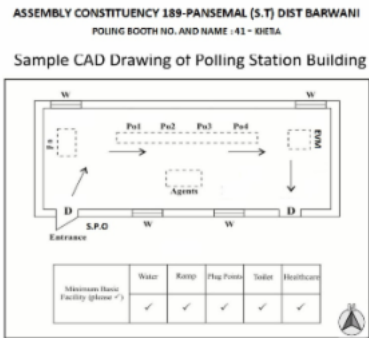 ASSEMBLY CONSTITUENCY 189-PANSEMAL (S.T) DIST BARWANI
POLING BOOTH NO. AND NAME : 41 - KHETIA
Sample CAD Drawing of Polling Station Building
W W
Po Po1 Po2 Po3 Po4 EVM
Agents
D S.P.O W W D
Entrance
Minimum Basic Facility (please ✓) Water Ramp Plug Points Toilet Healthcare
✓ ✓ ✓ ✓ ✓